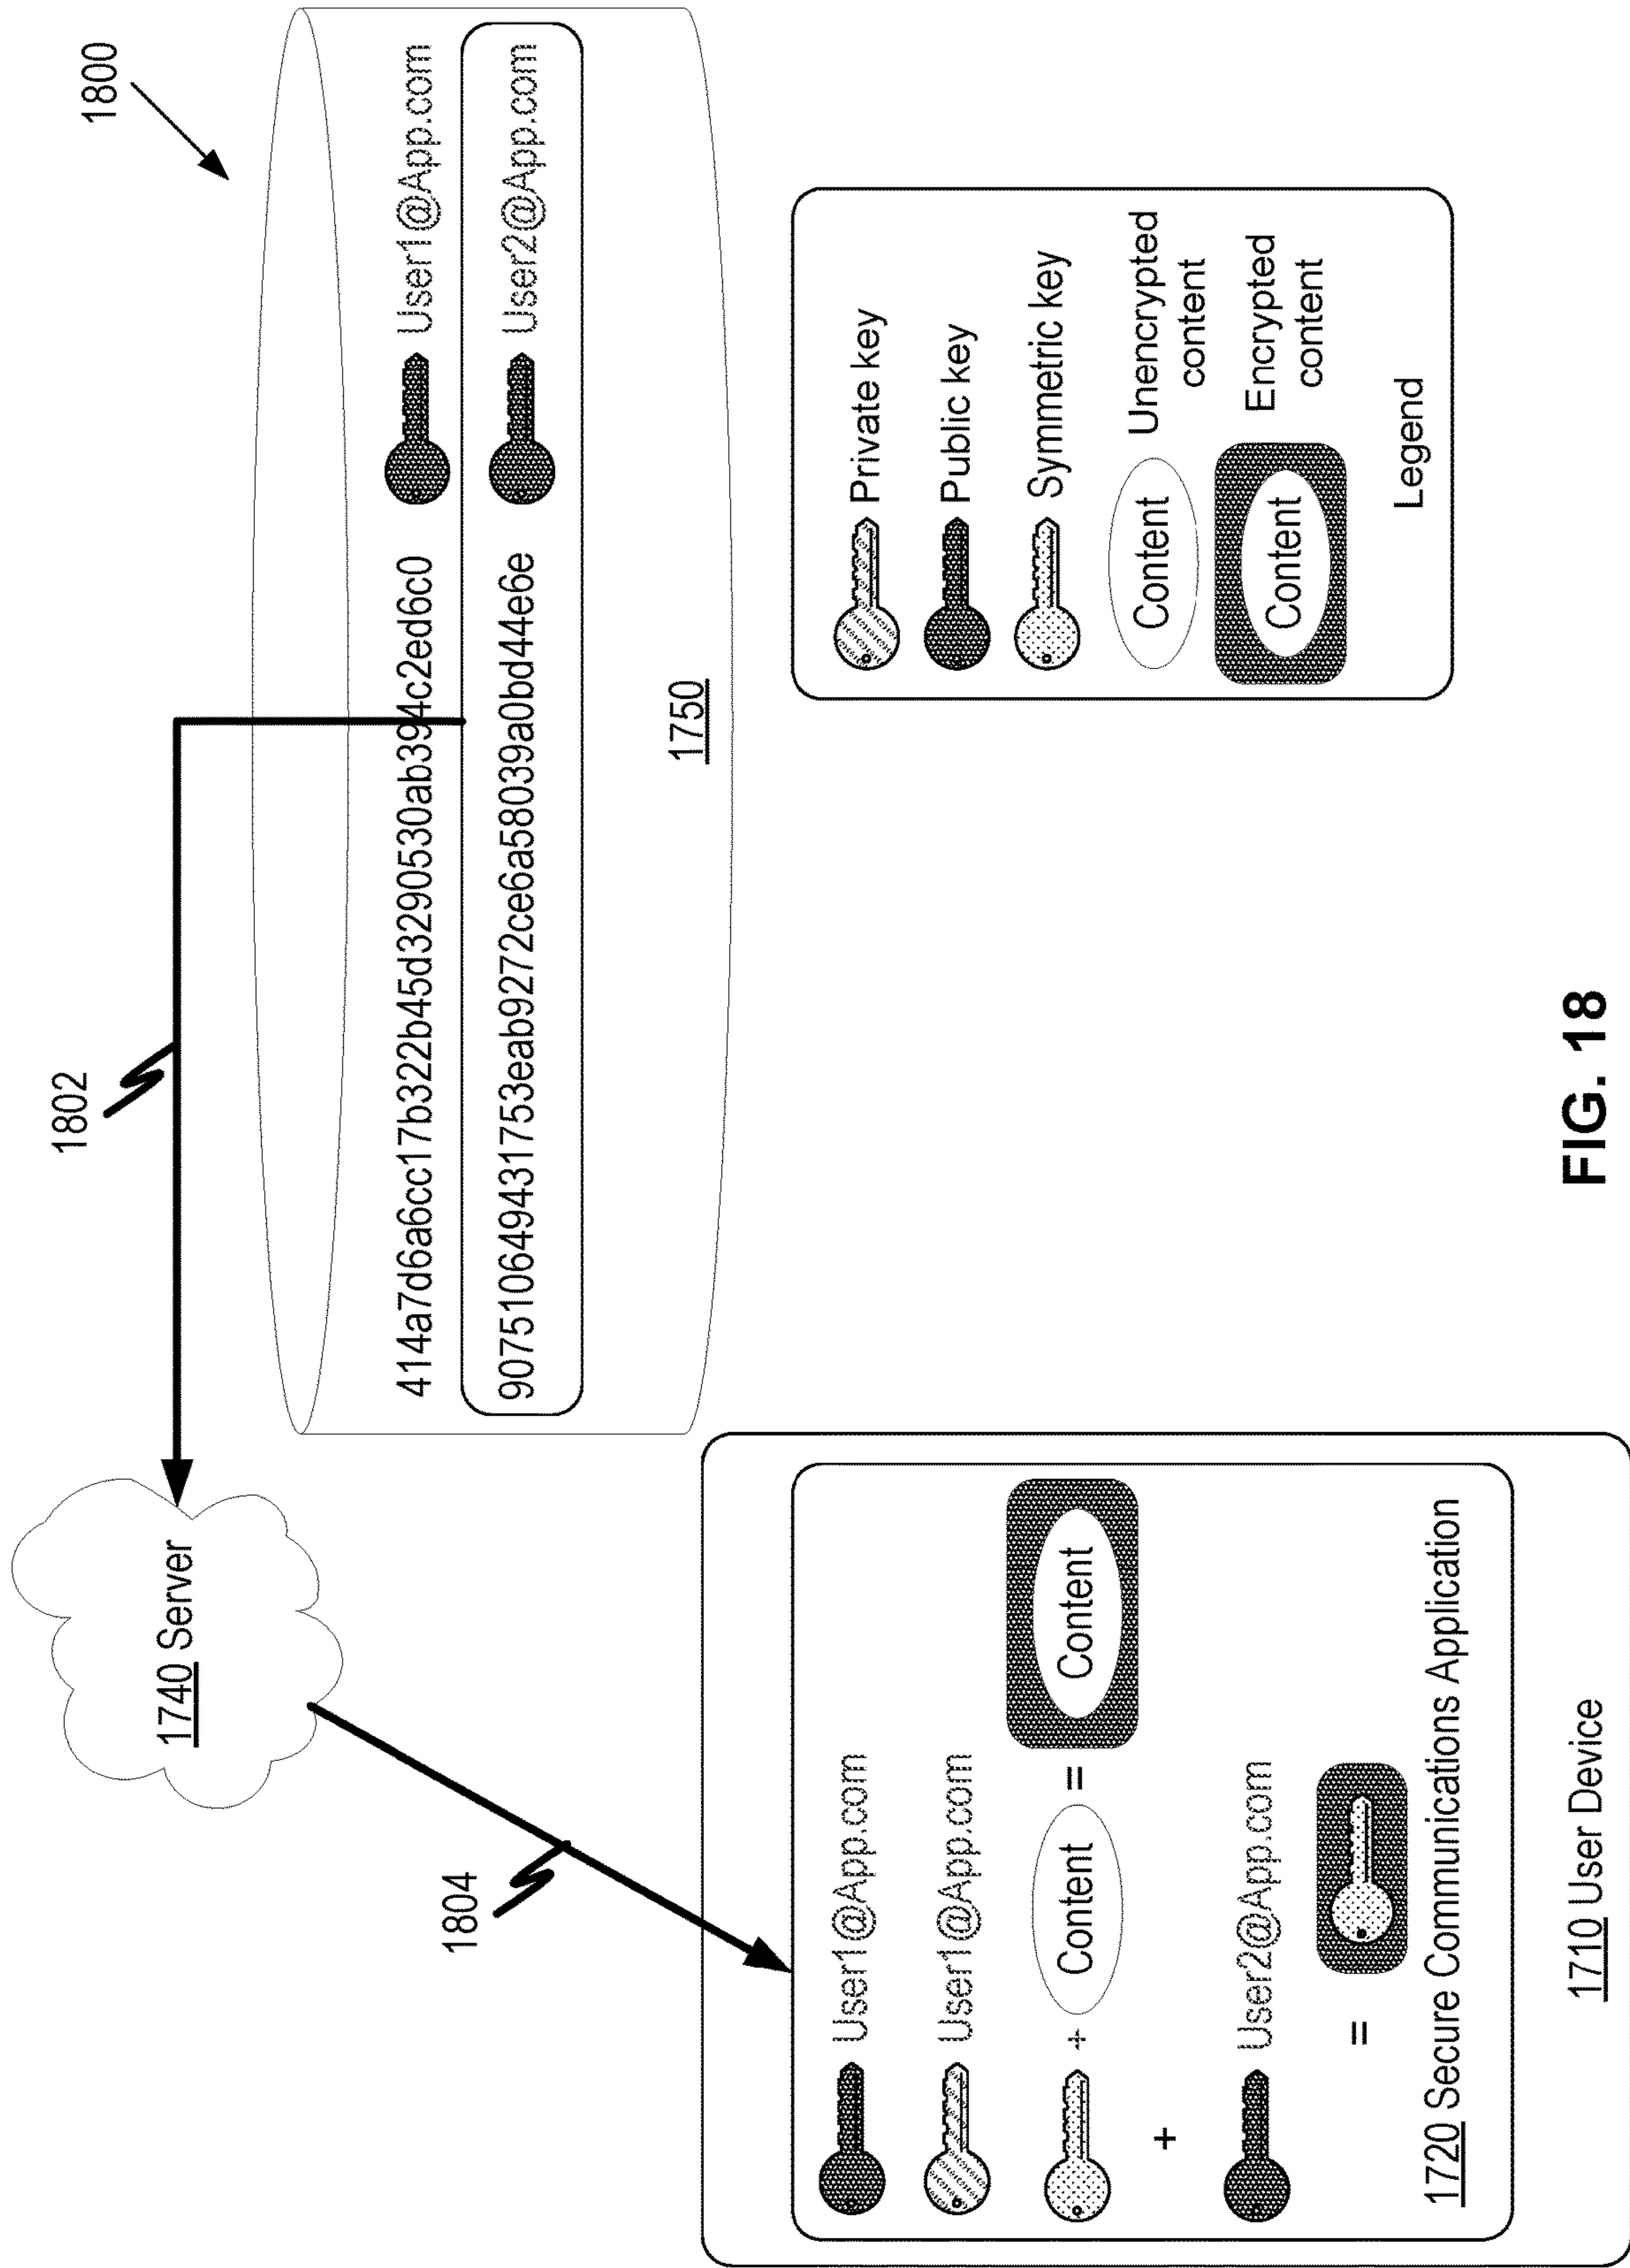 1800
1802
1740 Server
414a7d6a6cc17b322b45d3290530ab394c2ed6c0 User1@App.com
907510649431753eab9272ce6a58039a0bd44e6e User2@App.com
1750
1804
User1@App.com
User1@App.com
+ Content = Content
+
User2@App.com
=
1720 Secure Communications Application
1710 User Device
Private key
Public key
Symmetric key
Content Unencrypted
content
Content Encrypted
content
Legend
FIG. 18